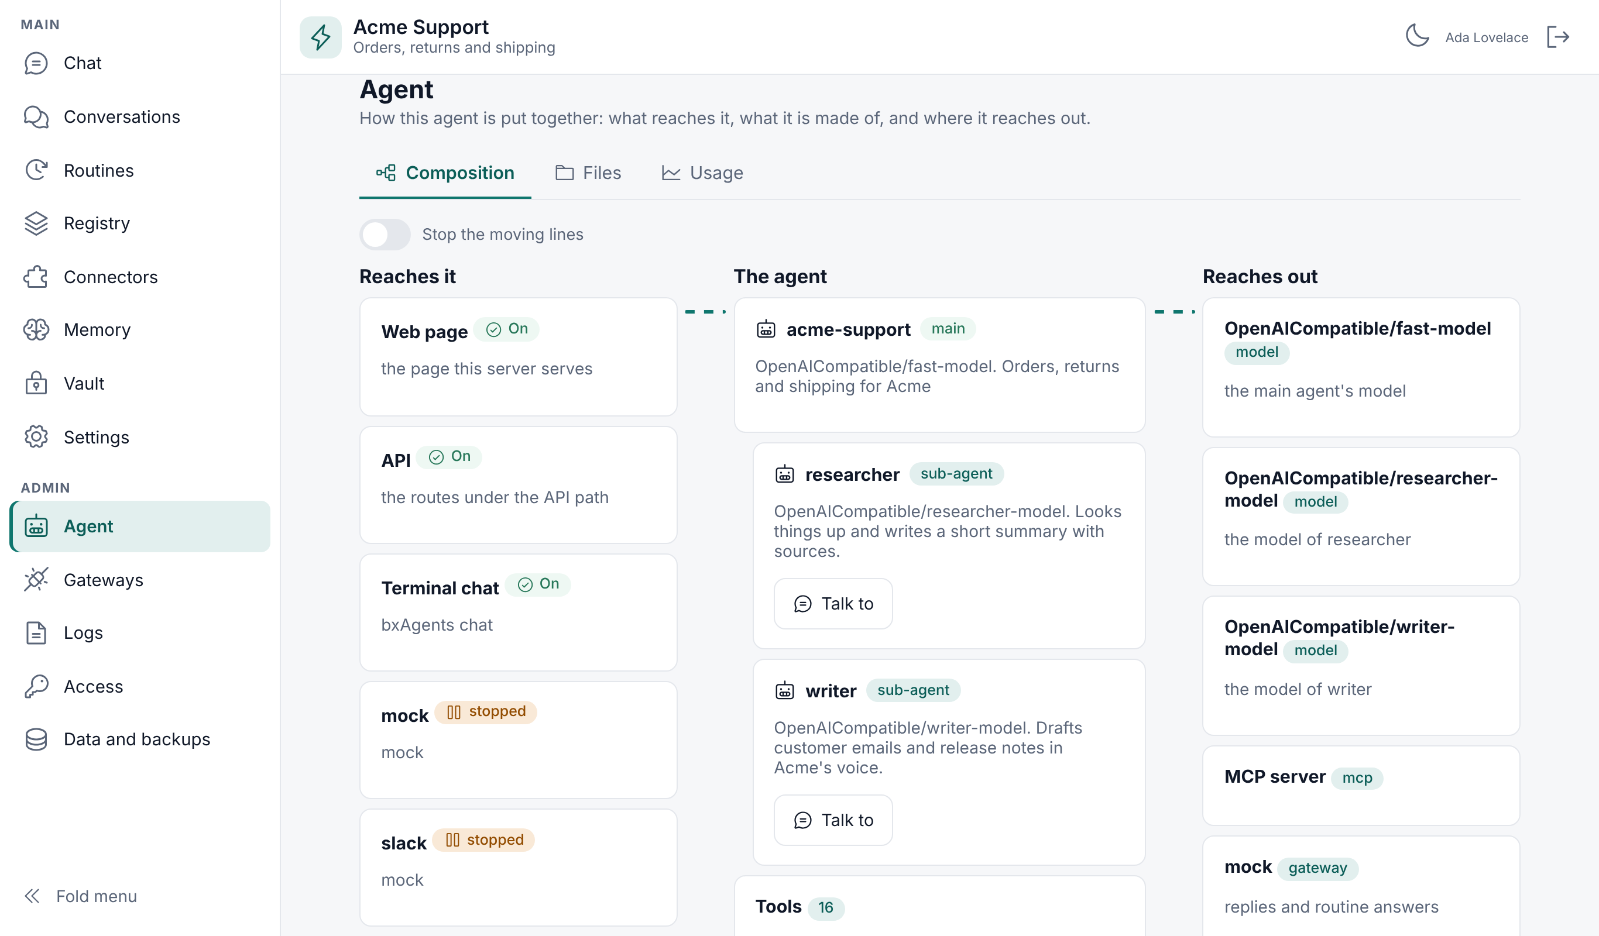 MAIN
Chat
Conversations
Routines
Registry
Connectors
Memory
Vault
Settings
ADMIN
Agent
Gateways
Logs
Access
Data and backups
Fold menu
Acme Support
Orders, returns and shipping
Ada Lovelace
Agent
How this agent is put together: what reaches it, what it is made of, and where it reaches out.
Composition
Files
Usage
Stop the moving lines
Reaches it
Web page On
the page this server serves
API On
the routes under the API path
Terminal chat On
bxAgents chat
mock stopped
mock
slack stopped
mock
The agent
acme-support main
OpenAICompatible/fast-model. Orders, returns
and shipping for Acme
researcher sub-agent
OpenAICompatible/researcher-model. Looks
things up and writes a short summary with
sources.
Talk to
writer sub-agent
OpenAICompatible/writer-model. Drafts
customer emails and release notes in
Acme's voice.
Talk to
Tools 16
Reaches out
OpenAICompatible/fast-model
model
the main agent's model
OpenAICompatible/researcher-
model model
the model of researcher
OpenAICompatible/writer-
model model
the model of writer
MCP server mcp
mock gateway
replies and routine answers